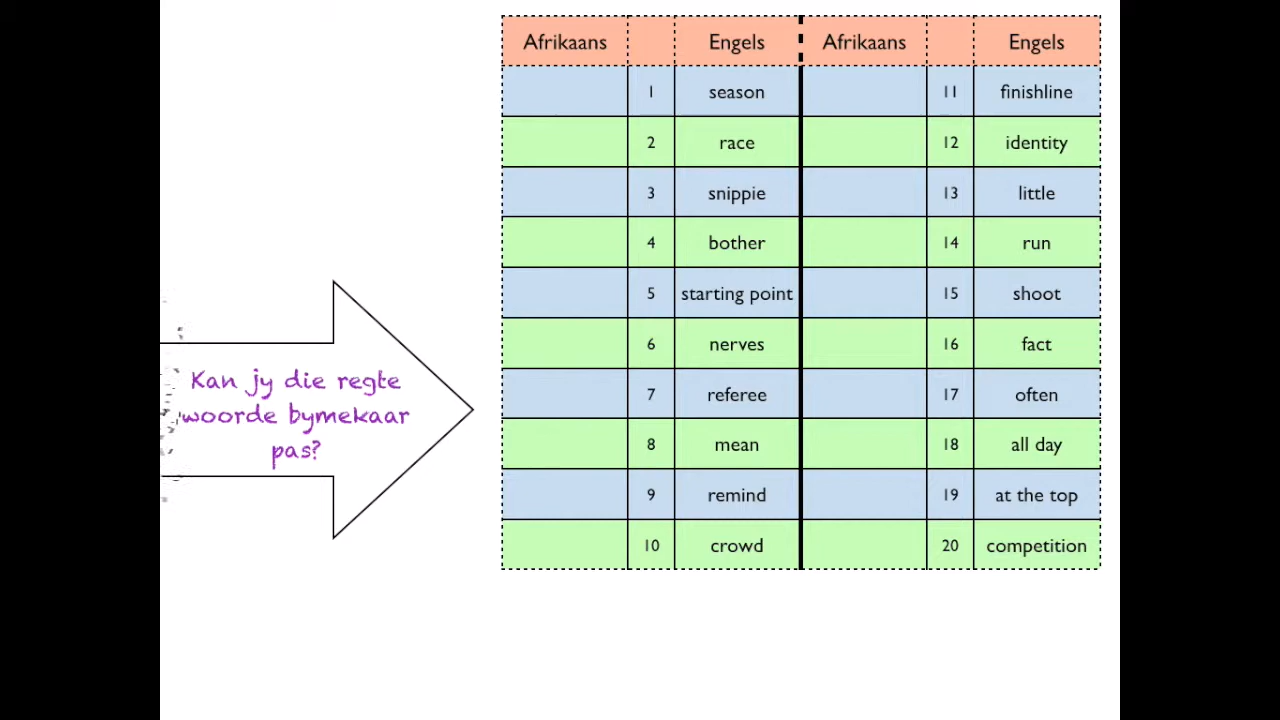 Afrikaans Engels Afrikaans Engels
1 season 11 finishline
2 race 12 identity
3 snippie 13 little
4 bother 14 run
5 starting point 15 shoot
6 nerves 16 fact
7 referee 17 often
8 mean 18 all day
9 remind 19 at the top
10 crowd 20 competition
Kan jy die regte
woorde bymekaar
pas?